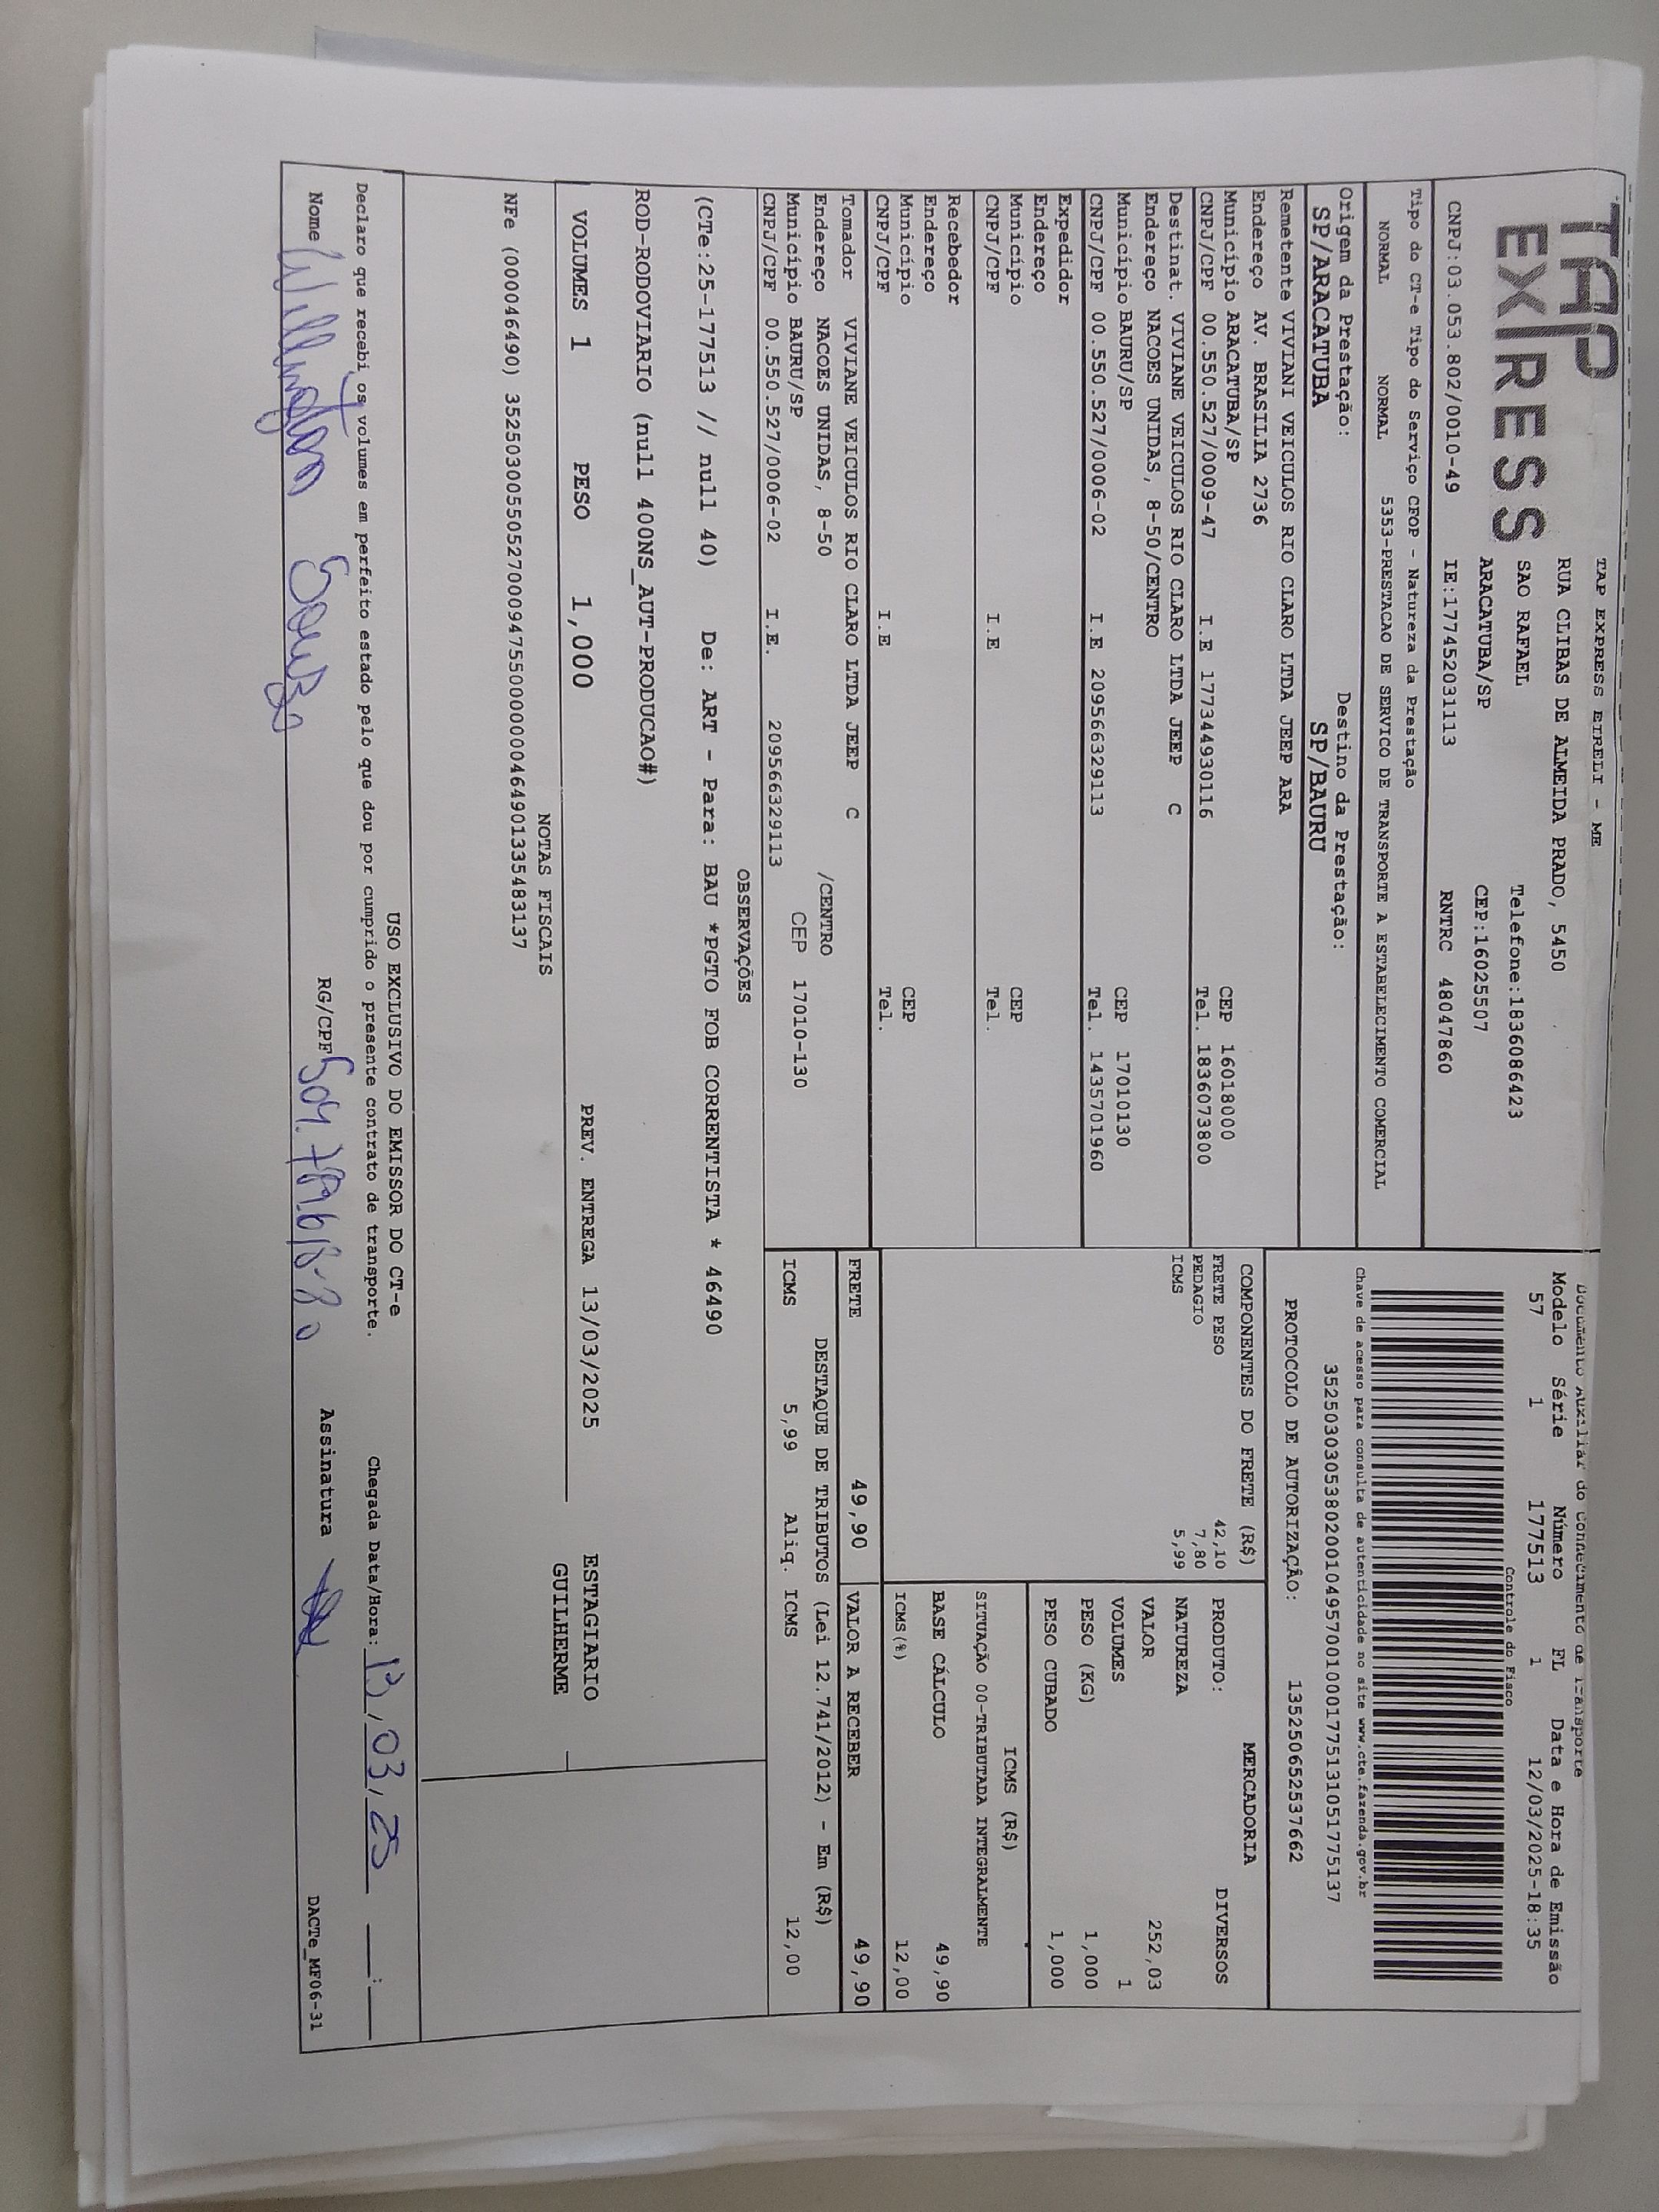 TAP
EXPRESS
TAP EXPRESS EIRELI - ME
RUA CLIBAS DE ALMEIDA PRADO, 5450
SAO RAFAEL Telefone:1836086423
ARACATUBA/SP CEP:16025507
CNPJ:03.053.802/0010-49 IE:177452031113 RNTRC 48047860
Documento Auxiliar do Conhecimento de Transporte
Modelo Série Número FL Data e Hora de Emissão
57 1 177513 1 12/03/2025-18:35
Controle do Fisco
Chave de acesso para consulta de autenticidade no site www.cte.fazenda.gov.br
35250303053802001049570010001775131051775137
PROTOCOLO DE AUTORIZAÇÃO: 135250652537662
Tipo do CT-e Tipo do Serviço CFOP - Natureza da Prestação
NORMAL NORMAL 5353-PRESTACAO DE SERVICO DE TRANSPORTE A ESTABELECIMENTO COMERCIAL
Origem da Prestação: Destino da Prestação:
SP/ARACATUBA SP/BAURU
Remetente VIVIANI VEICULOS RIO CLARO LTDA JEEP ARA
Endereço AV. BRASILIA 2736
Município ARACATUBA/SP CEP 16018000
CNPJ/CPF 00.550.527/0009-47 I.E 177344930116 Tel. 1836073800
Destinat. VIVIANE VEICULOS RIO CLARO LTDA JEEP C
Endereço NACOES UNIDAS, 8-50/CENTRO
Município BAURU/SP CEP 17010130
CNPJ/CPF 00.550.527/0006-02 I.E 209566329113 Tel. 1435701960
Expedidor
Endereço
Município CEP
CNPJ/CPF I.E Tel.
Recebedor
Endereço
Município CEP
CNPJ/CPF I.E Tel.
Tomador VIVIANE VEICULOS RIO CLARO LTDA JEEP C
Endereço NACOES UNIDAS, 8-50 /CENTRO
Município BAURU/SP CEP 17010-130
CNPJ/CPF 00.550.527/0006-02 I.E. 209566329113
COMPONENTES DO FRETE (R$)
FRETE PESO 42,10
PEDAGIO 7,80
ICMS 5,99
MERCADORIA
PRODUTO: DIVERSOS
NATUREZA
VALOR 252,03
VOLUMES 1
PESO (KG) 1,000
PESO CUBADO 1,000
ICMS (R$)
SITUAÇÃO 00-TRIBUTADA INTEGRALMENTE
BASE CÁLCULO 49,90
ICMS(%) 12,00
FRETE 49,90 VALOR A RECEBER 49,90
DESTAQUE DE TRIBUTOS (Lei 12.741/2012) - Em (R$)
ICMS 5,99 Aliq. ICMS 12,00
OBSERVAÇÕES
(CTe:25-177513 // null 40) De: ART - Para: BAU *PGTO FOB CORRENTISTA * 46490
ROD-RODOVIARIO (null 400NS_AUT-PRODUCAO#)
VOLUMES 1 PESO 1,000 PREV. ENTREGA 13/03/2025 ESTAGIARIO
GUILHERME
NOTAS FISCAIS
NFe (000046490) 35250300550527000947550000000464901335483137
USO EXCLUSIVO DO EMISSOR DO CT-e
Declaro que recebi os volumes em perfeito estado pelo que dou por cumprido o presente contrato de transporte. Chegada Data/Hora: 13/03/25 __:__
Nome Wellington Souza RG/CPF 509.789.618-80 Assinatura
DACTe_MF06-31